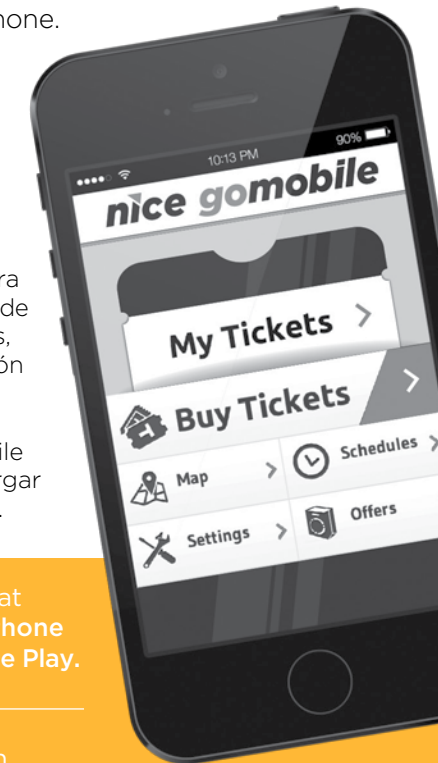 hone.
ra
de
s,
ón
ile
rgar
.
at
hone
e Play.
n
10:13 PM
90%
nice gomobile
My Tickets
Buy Tickets
Map
Schedules
Settings
Offers